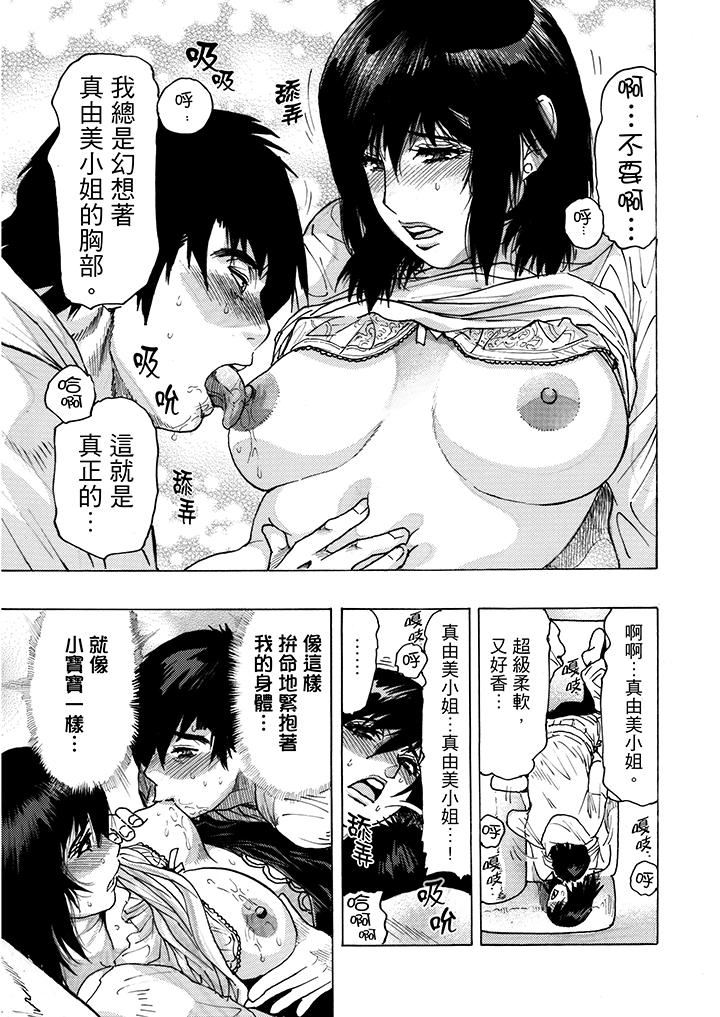 啊…不要啊…
呼…
舔弄
吸吸
呼…
我總是幻想著
真由美小姐的胸部。
吸吮
哈啊
這就是
真正的…
舔弄
啊啊…真由美小姐。
嘎吱…
超級柔軟，
又好香…
嘎吱…
呼
呼
嘎吱…
嘎吱…
呼
真由美小姐…真由美小姐…！
……
舔弄
吸吮
哈啊啊
像這樣
拚命地緊抱著
我的身體…
就像
小寶寶一樣…